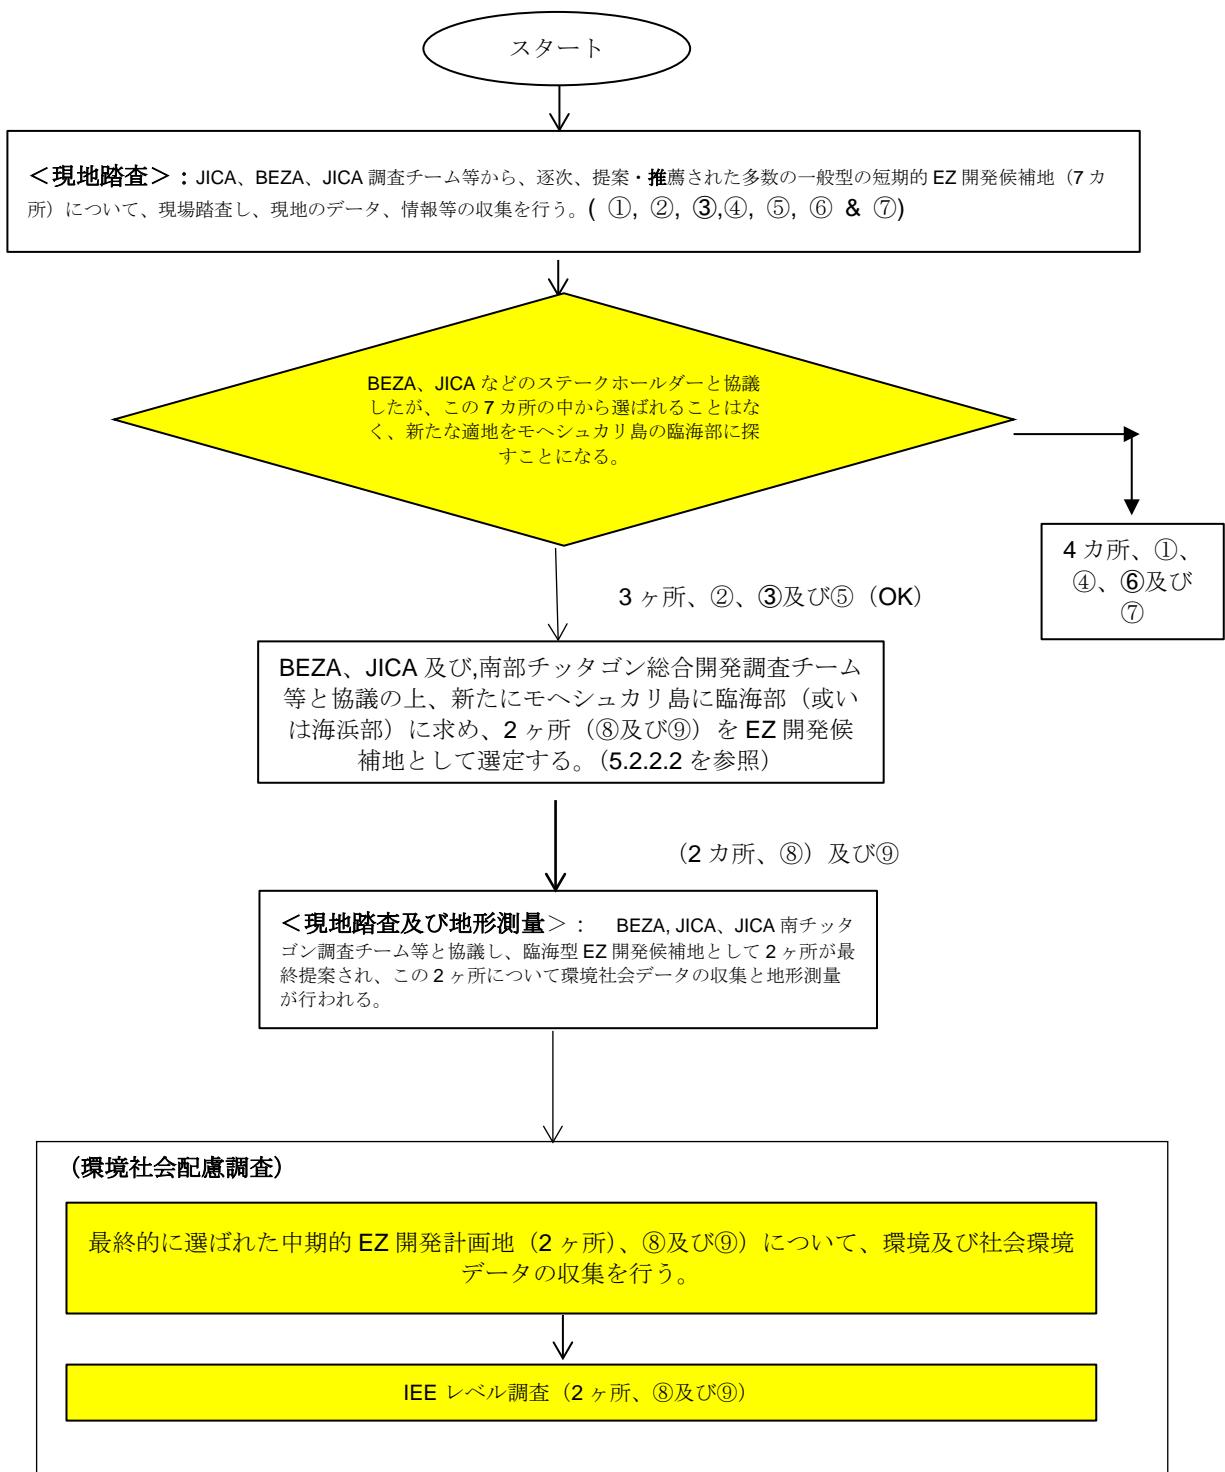 スタート
＜現地踏査＞：JICA、BEZA、JICA 調査チーム等から、逐次、提案・推薦された多数の一般型の短期的 EZ 開発候補地（7 カ
所）について、現場踏査し、現地のデータ、情報等の収集を行う。( ①, ②, ③,④, ⑤, ⑥ & ⑦)
BEZA、JICA などのステークホールダーと協議
したが、この 7 カ所の中から選ばれることはな
く、新たな適地をモヘシュカリ島の臨海部に探
すことになる。
4 カ所、①、
④、⑥及び
⑦
3 ヶ所、②、③及び⑤（OK）
BEZA、JICA 及び,南部チッタゴン総合開発調査チーム
等と協議の上、新たにモヘシュカリ島に臨海部（或い
は海浜部）に求め、2 ヶ所（⑧及び⑨）を EZ 開発候
補地として選定する。（5.2.2.2 を参照）
（2 カ所、⑧）及び⑨
＜現地踏査及び地形測量＞： BEZA, JICA、JICA 南チッタ
ゴン調査チーム等と協議し、臨海型 EZ 開発候補地として 2 ヶ所が最
終提案され、この 2 ヶ所について環境社会データの収集と地形測量
が行われる。
（環境社会配慮調査）
最終的に選ばれた中期的 EZ 開発計画地（2 ヶ所）、⑧及び⑨）について、環境及び社会環境
データの収集を行う。
IEE レベル調査（2 ヶ所、⑧及び⑨）